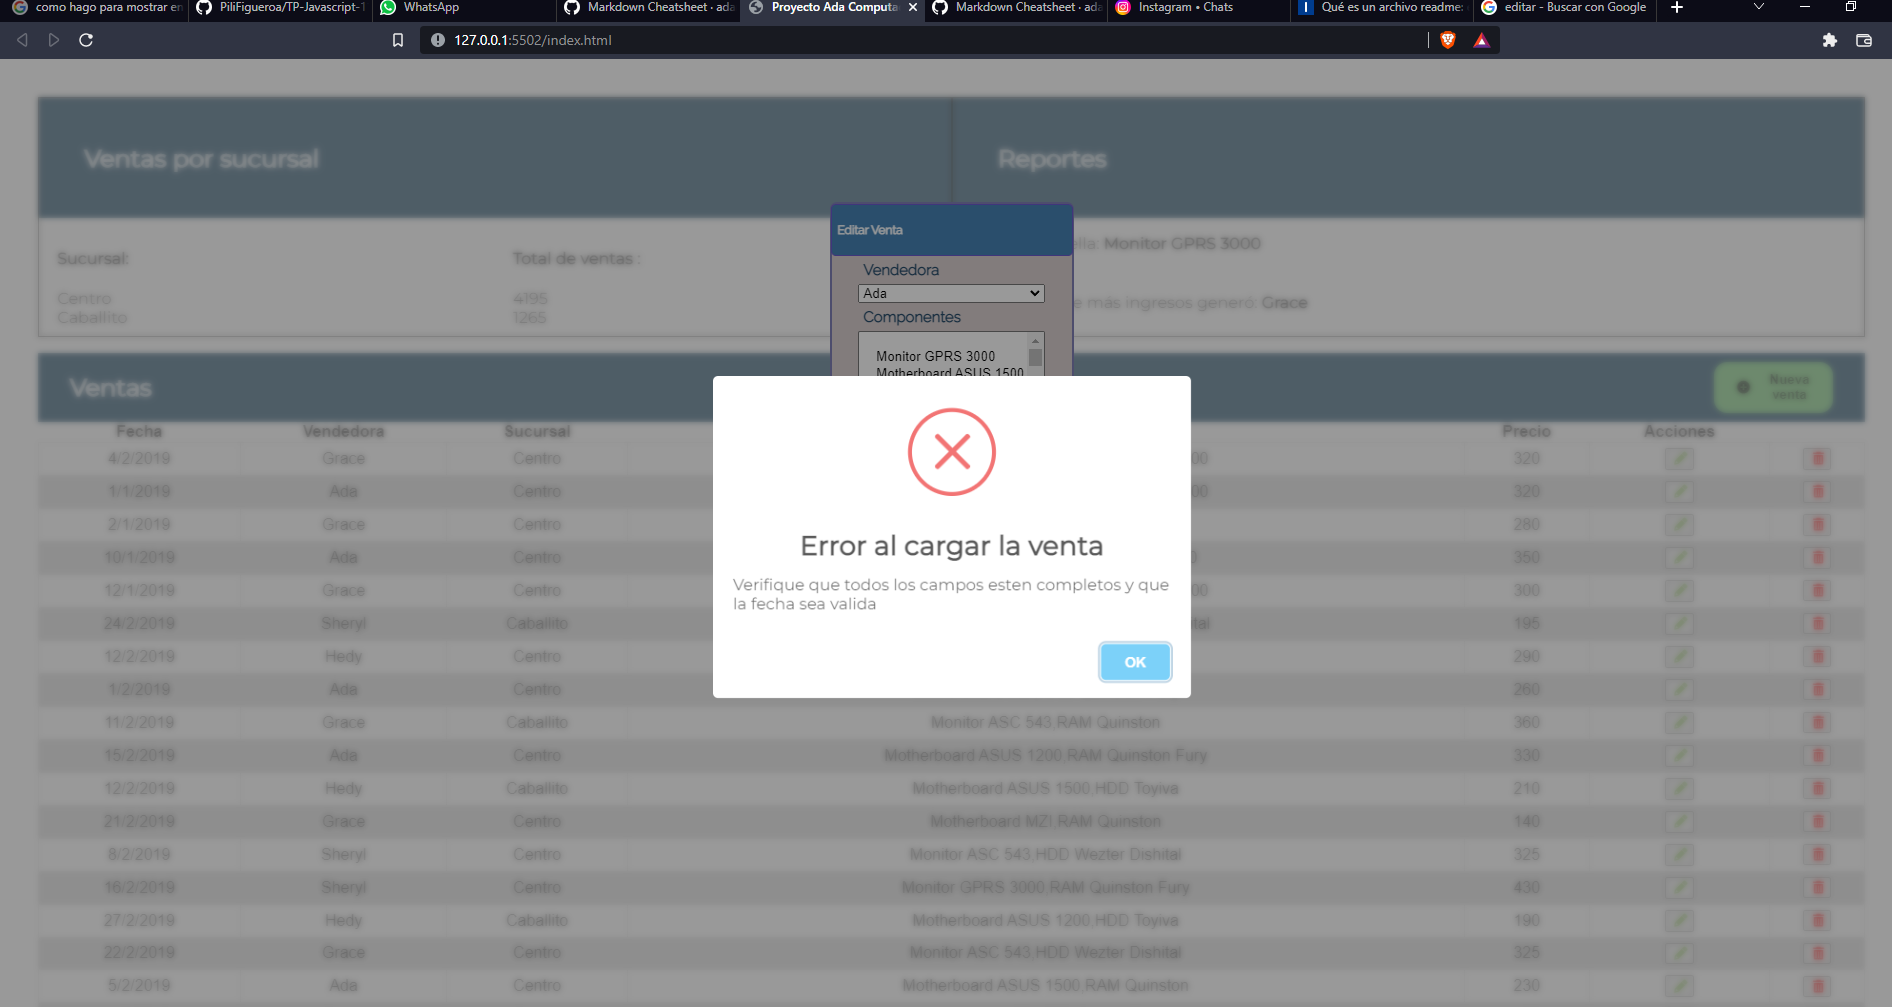 como hago para mostrar en
PiliFigueroa/TP-Javascript-1
WhatsApp
Markdown Cheatsheet · ada
Proyecto Ada Computa
Markdown Cheatsheet · ada
Instagram • Chats
Qué es un archivo readme:
editar - Buscar con Google
127.0.0.1:5502/index.html
Ventas por sucursal
Reportes
Editar Venta
Vendedora
Ada
Componentes
Monitor GPRS 3000
Motherboard ASUS 1500
Sucursal:
Total de ventas :
Centro
4195
Caballito
1265
ella: Monitor GPRS 3000
e más ingresos generó: Grace
Ventas
Nueva
venta
Fecha Vendedora Sucursal Precio Acciones
4/2/2019 Grace Centro 00 320
1/1/2019 Ada Centro 00 320
2/1/2019 Grace Centro 280
10/1/2019 Ada Centro 0 350
12/1/2019 Grace Centro 00 300
24/2/2019 Sheryl Caballito tal 195
12/2/2019 Hedy Centro 290
1/2/2019 Ada Centro 260
11/2/2019 Grace Caballito Monitor ASC 543,RAM Quinston 360
15/2/2019 Ada Centro Motherboard ASUS 1200,RAM Quinston Fury 330
12/2/2019 Hedy Caballito Motherboard ASUS 1500,HDD Toyiva 210
21/2/2019 Grace Centro Motherboard MZI,RAM Quinston 140
8/2/2019 Sheryl Centro Monitor ASC 543,HDD Wezter Dishital 325
16/2/2019 Sheryl Centro Monitor GPRS 3000,RAM Quinston Fury 430
27/2/2019 Hedy Caballito Motherboard ASUS 1200,HDD Toyiva 190
22/2/2019 Grace Centro Monitor ASC 543,HDD Wezter Dishital 325
5/2/2019 Ada Centro Motherboard ASUS 1500,RAM Quinston 230
Error al cargar la venta
Verifique que todos los campos esten completos y que
la fecha sea valida
OK